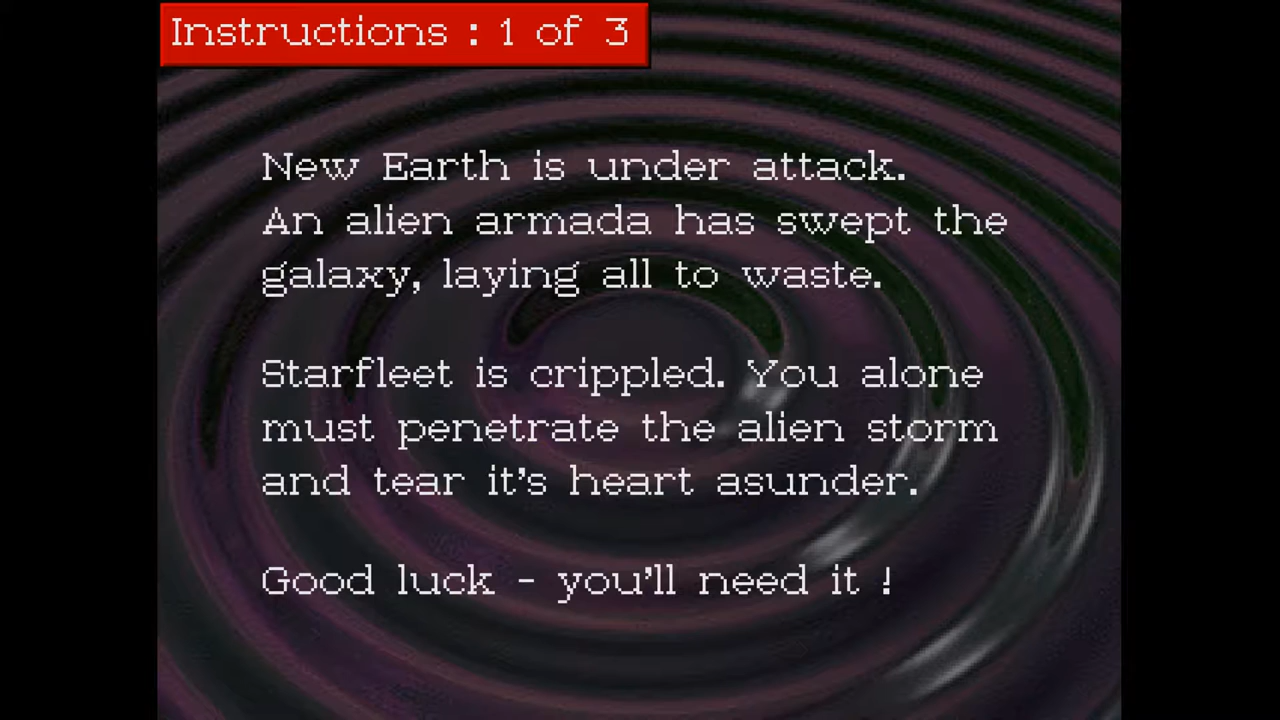 Instructions : 1 of 3
New Earth is under attack.
An alien armada has swept the
galaxy, laying all to waste.
Starfleet is crippled. You alone
must penetrate the alien storm
and tear it's heart asunder.
Good luck - you'll need it !